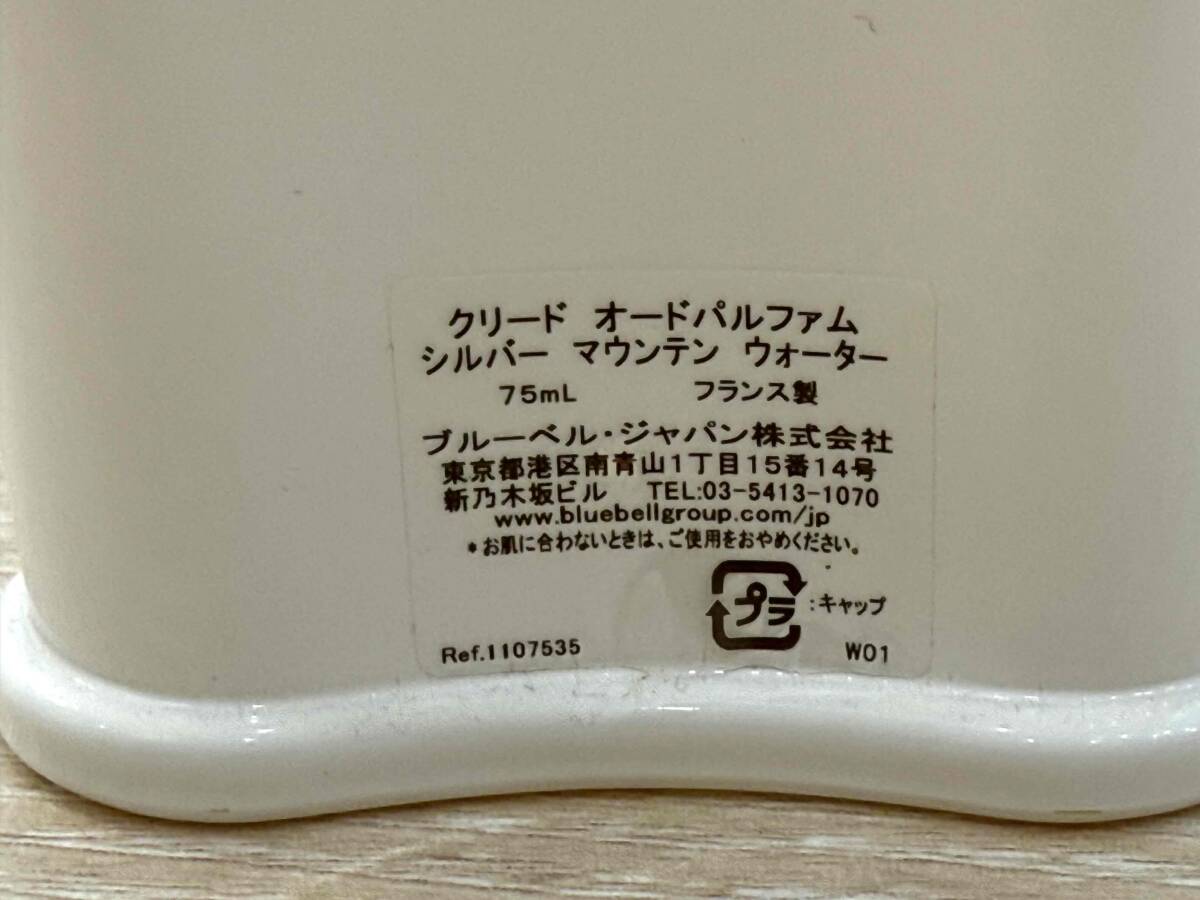 クリード オードパルファム
シルバー マウンテン ウォーター
75mL フランス製
ブルーベル・ジャパン株式会社
東京都港区南青山1丁目15番14号
新乃木坂ビル TEL:03-5413-1070
www.bluebellgroup.com/jp
*お肌に合わないときは、ご使用をおやめください。
プラ :キャップ
Ref.1107535 W01